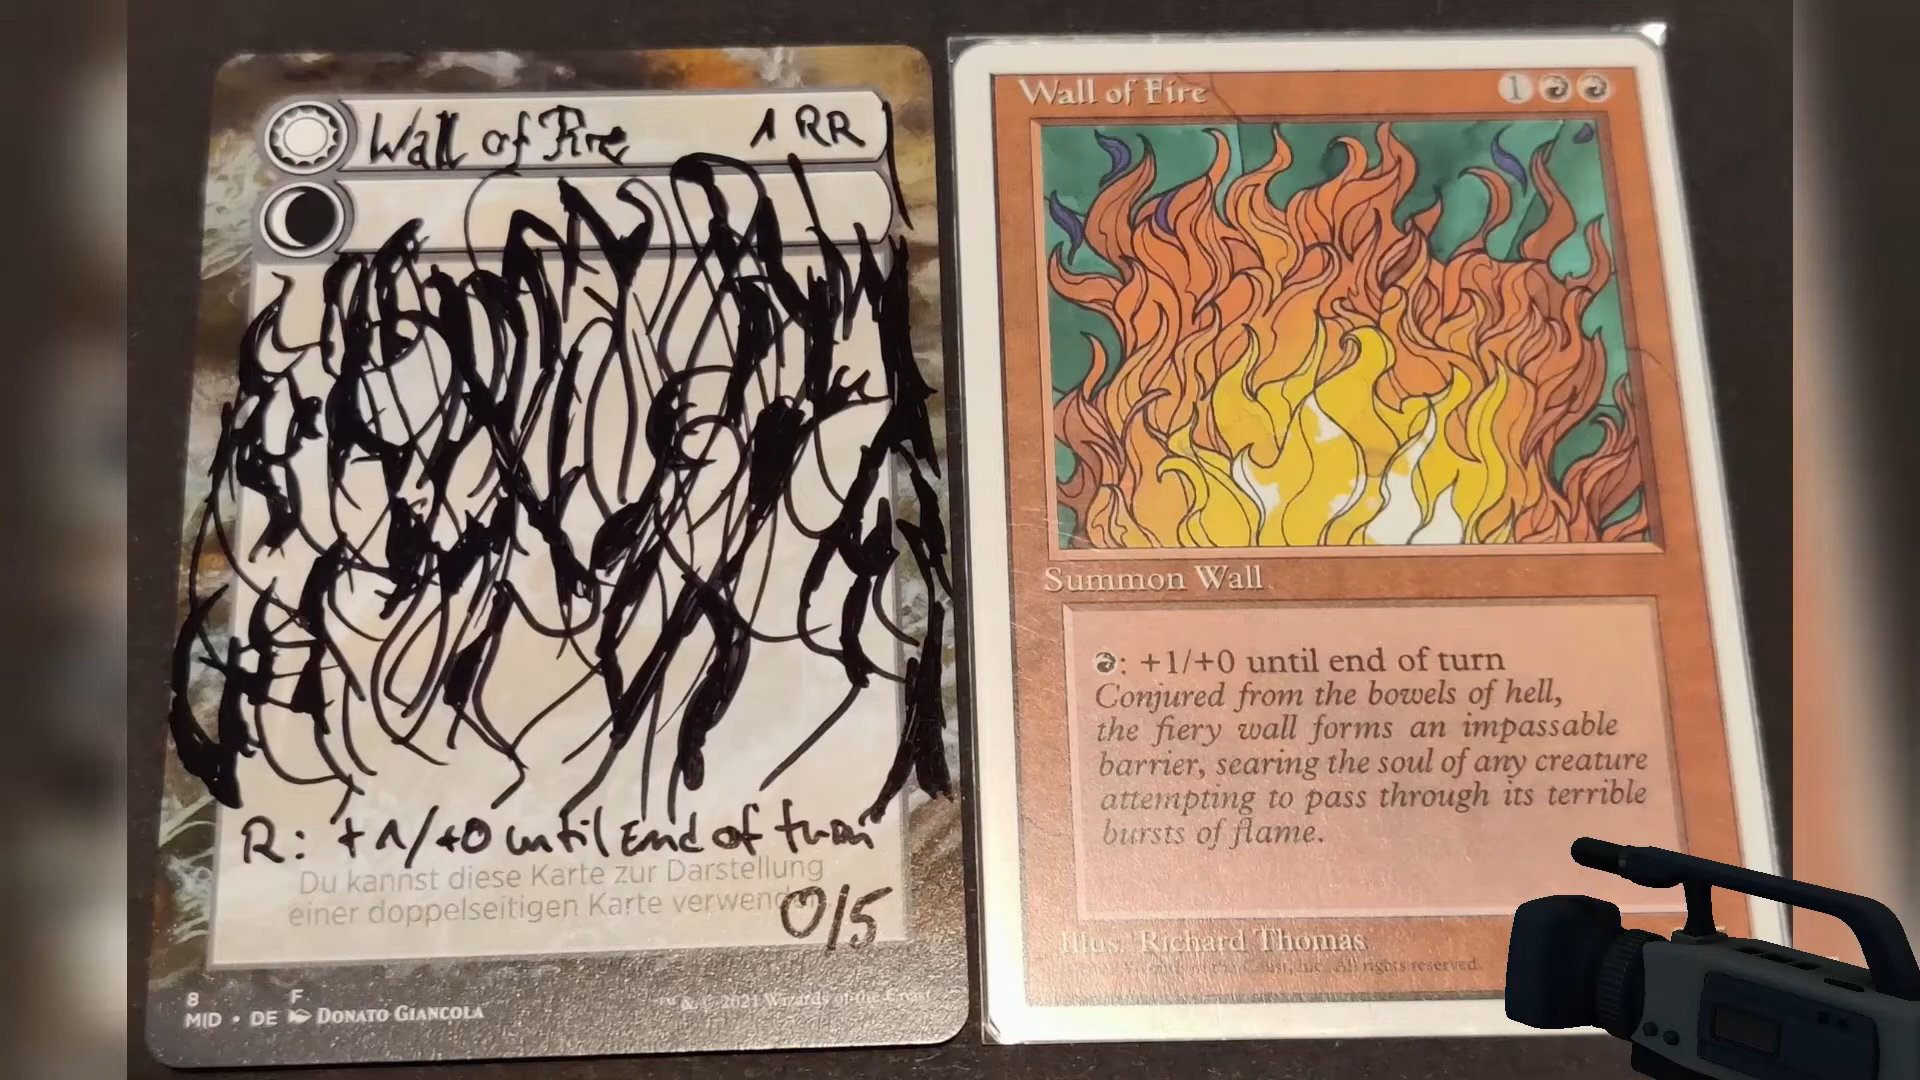 Wall of Fire 1 RR
R: +1/+0 until End of turn
Du kannst diese Karte zur Darstellung
einer doppelseitigen Karte
0/5
8 F
MID • DE DONATO GIANCOLA
™ & © 2021 Wizards of the Coast
Wall of Fire 1
Summon Wall
: +1/+0 until end of turn
Conjured from the bowels of hell,
the fiery wall forms an impassable
barrier, searing the soul of any creature
attempting to pass through its terrible
bursts of flame.
Illus. Richard Thomas
All rights reserved.